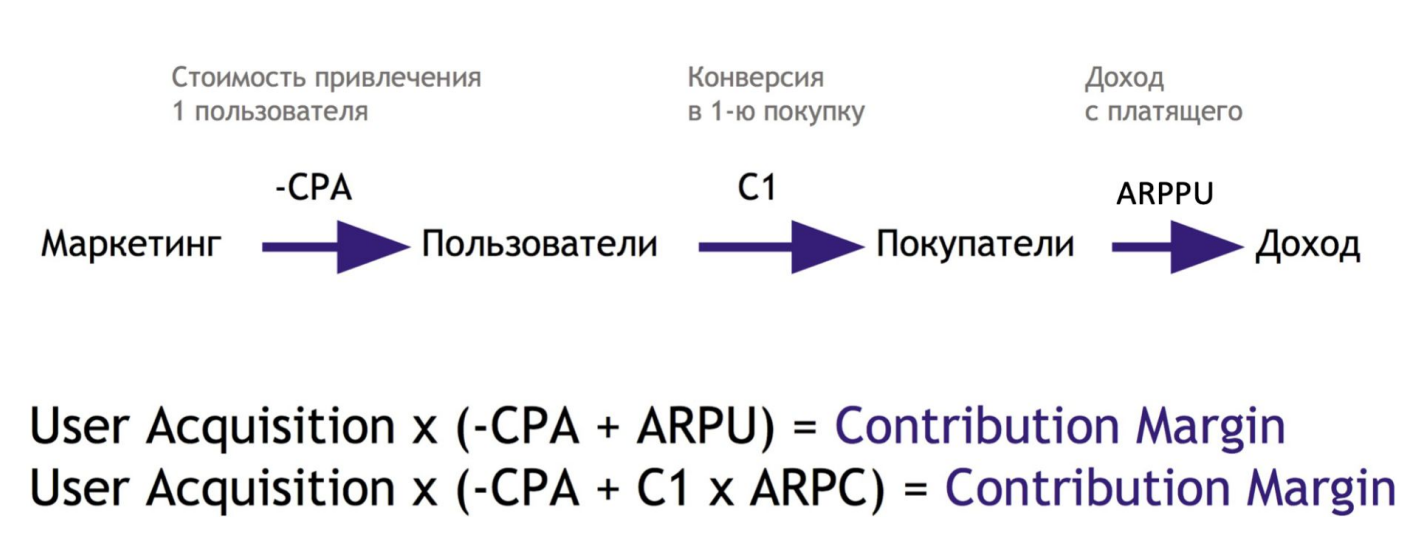 Стоимость привлечения
1 пользователя
Конверсия
в 1-ю покупку
Доход
с платящего
-CPA
C1
ARPPU
Маркетинг
Пользователи
Покупатели
Доход
User Acquisition x (-CPA + ARPU) = Contribution Margin
User Acquisition x (-CPA + C1 x ARPC) = Contribution Margin